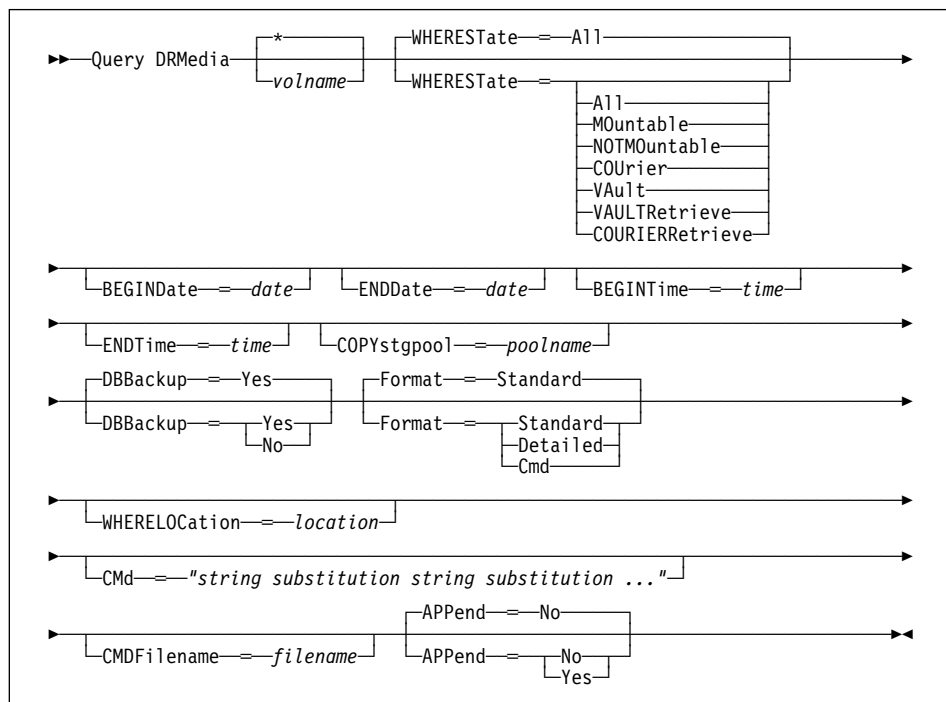 * WHERESTate = All
Query DRMedia
volname WHERESTate =
All
MOuntable
NOTMOuntable
COUrier
VAult
VAULTRetrieve
COURIERRetrieve
BEGINDate = date ENDDate = date BEGINTime = time
ENDTime = time COPYstgpool = poolname
DBBackup = Yes Format = Standard
DBBackup = Yes Format = Standard
No Detailed
Cmd
WHERELOCation = location
CMd = "string substitution string substitution ..."
APPend = No
CMDFilename = filename APPend = No
Yes